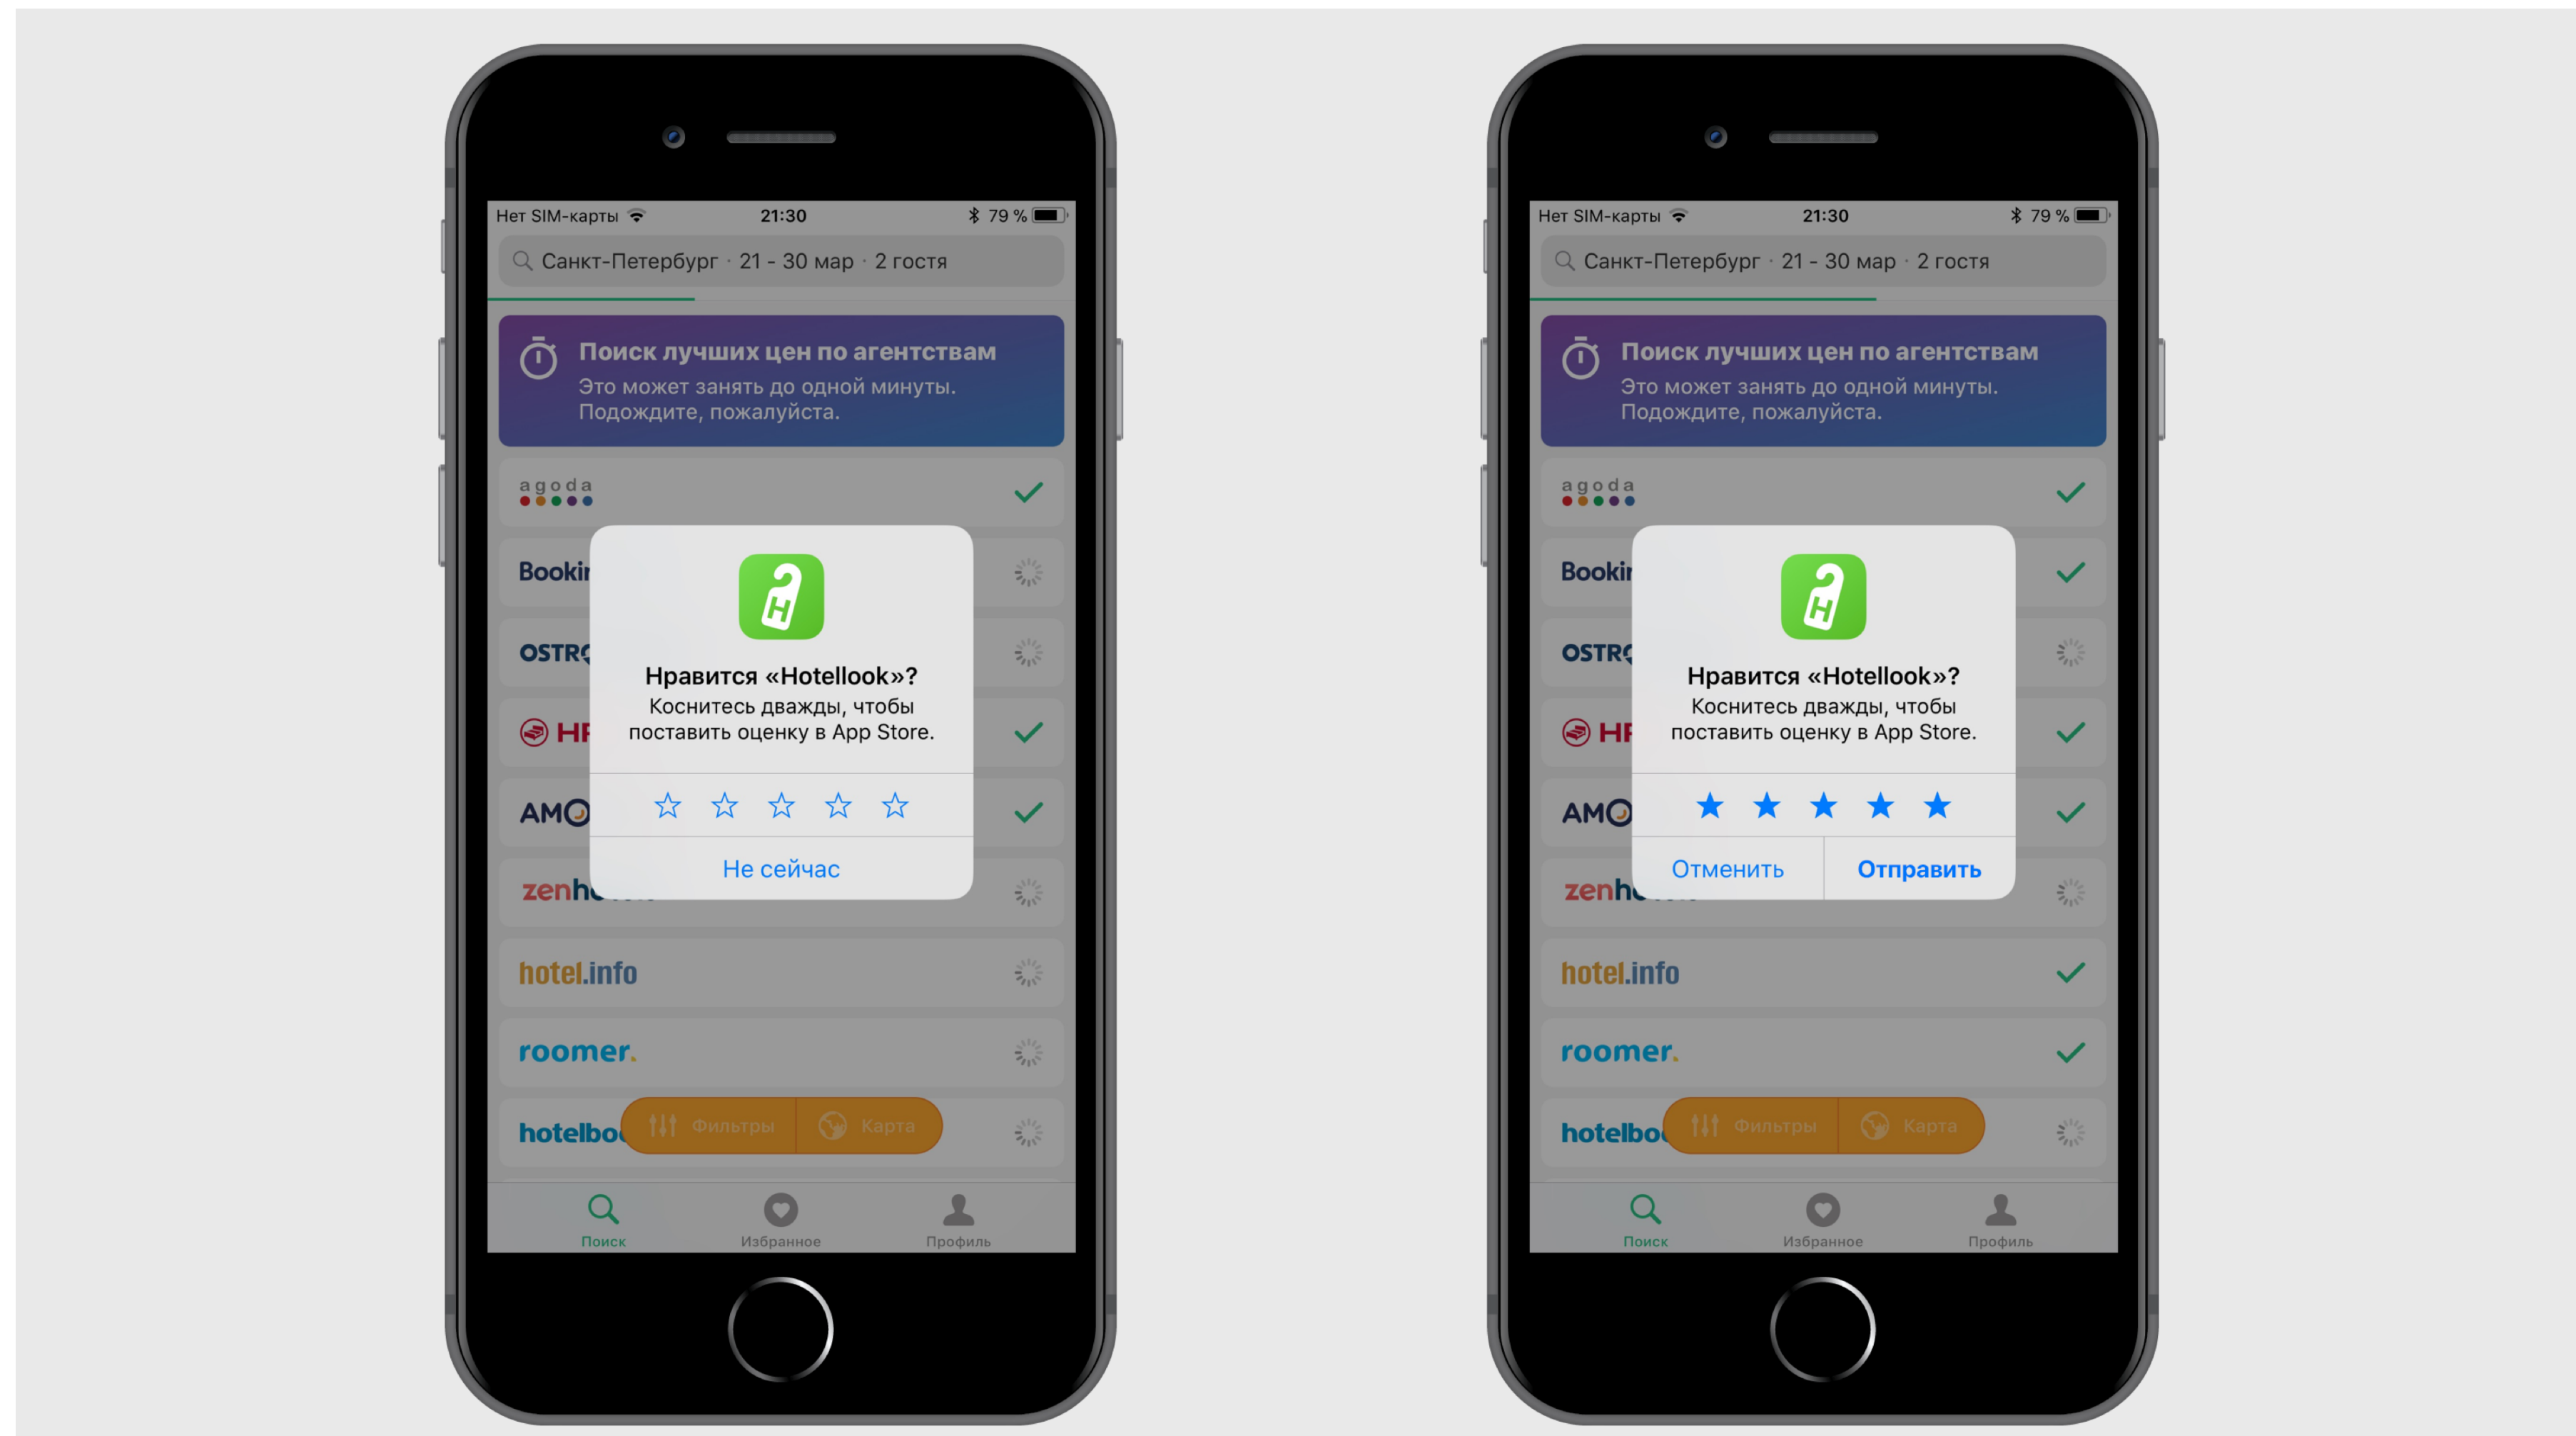 Нет SIM-карты 21:30 79 %
Санкт-Петербург · 21 - 30 мар · 2 гостя
Поиск лучших цен по агентствам
Это может занять до одной минуты.
Подождите, пожалуйста.
agoda
H
Нравится «Hotellook»?
Коснитесь дважды, чтобы
поставить оценку в App Store.
Не сейчас
hotel.info
roomer.
Фильтры Карта
Поиск Избранное Профиль
Нет SIM-карты 21:30 79 %
Санкт-Петербург · 21 - 30 мар · 2 гостя
Поиск лучших цен по агентствам
Это может занять до одной минуты.
Подождите, пожалуйста.
agoda
H
Нравится «Hotellook»?
Коснитесь дважды, чтобы
поставить оценку в App Store.
Отменить Отправить
hotel.info
roomer.
Фильтры Карта
Поиск Избранное Профиль